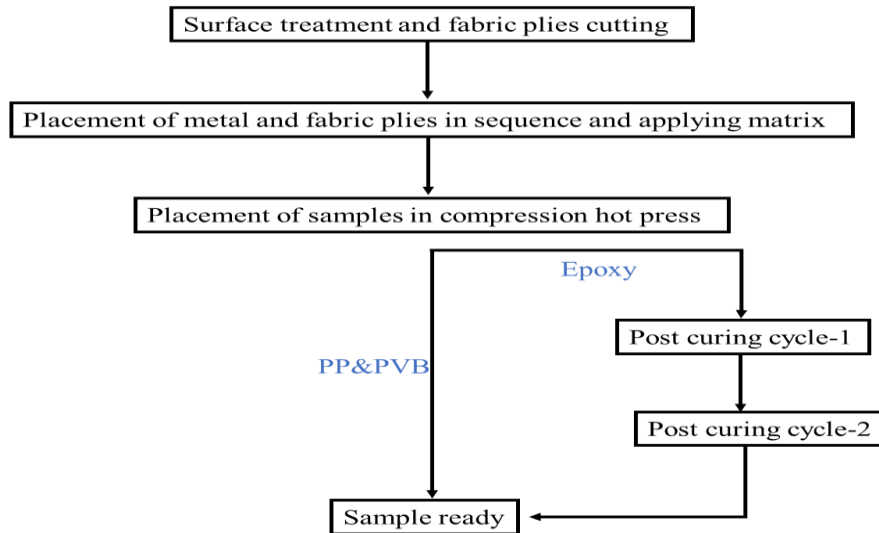 Surface treatment and fabric plies cutting
Placement of metal and fabric plies in sequence and applying matrix
Placement of samples in compression hot press
Epoxy
Post curing cycle-1
PP&PVB
Post curing cycle-2
Sample ready